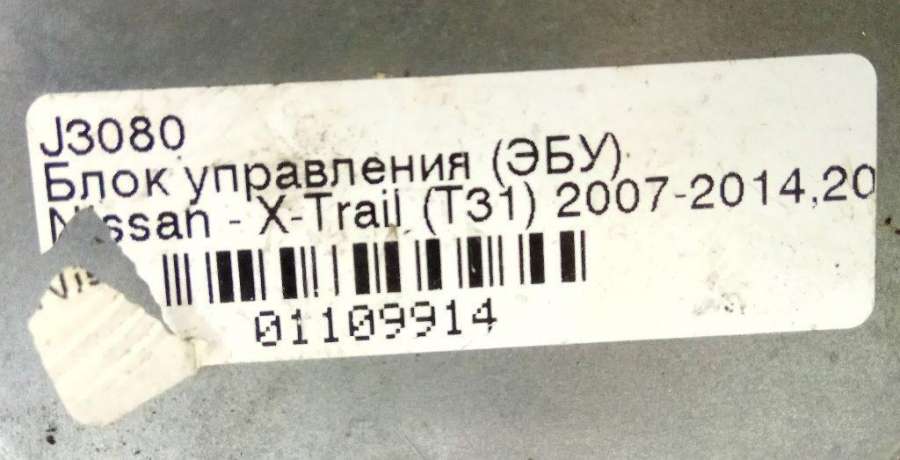 J3080
Блок управления (ЭБУ)
Nissan - X-Trail (T31) 2007-2014,20
01109914